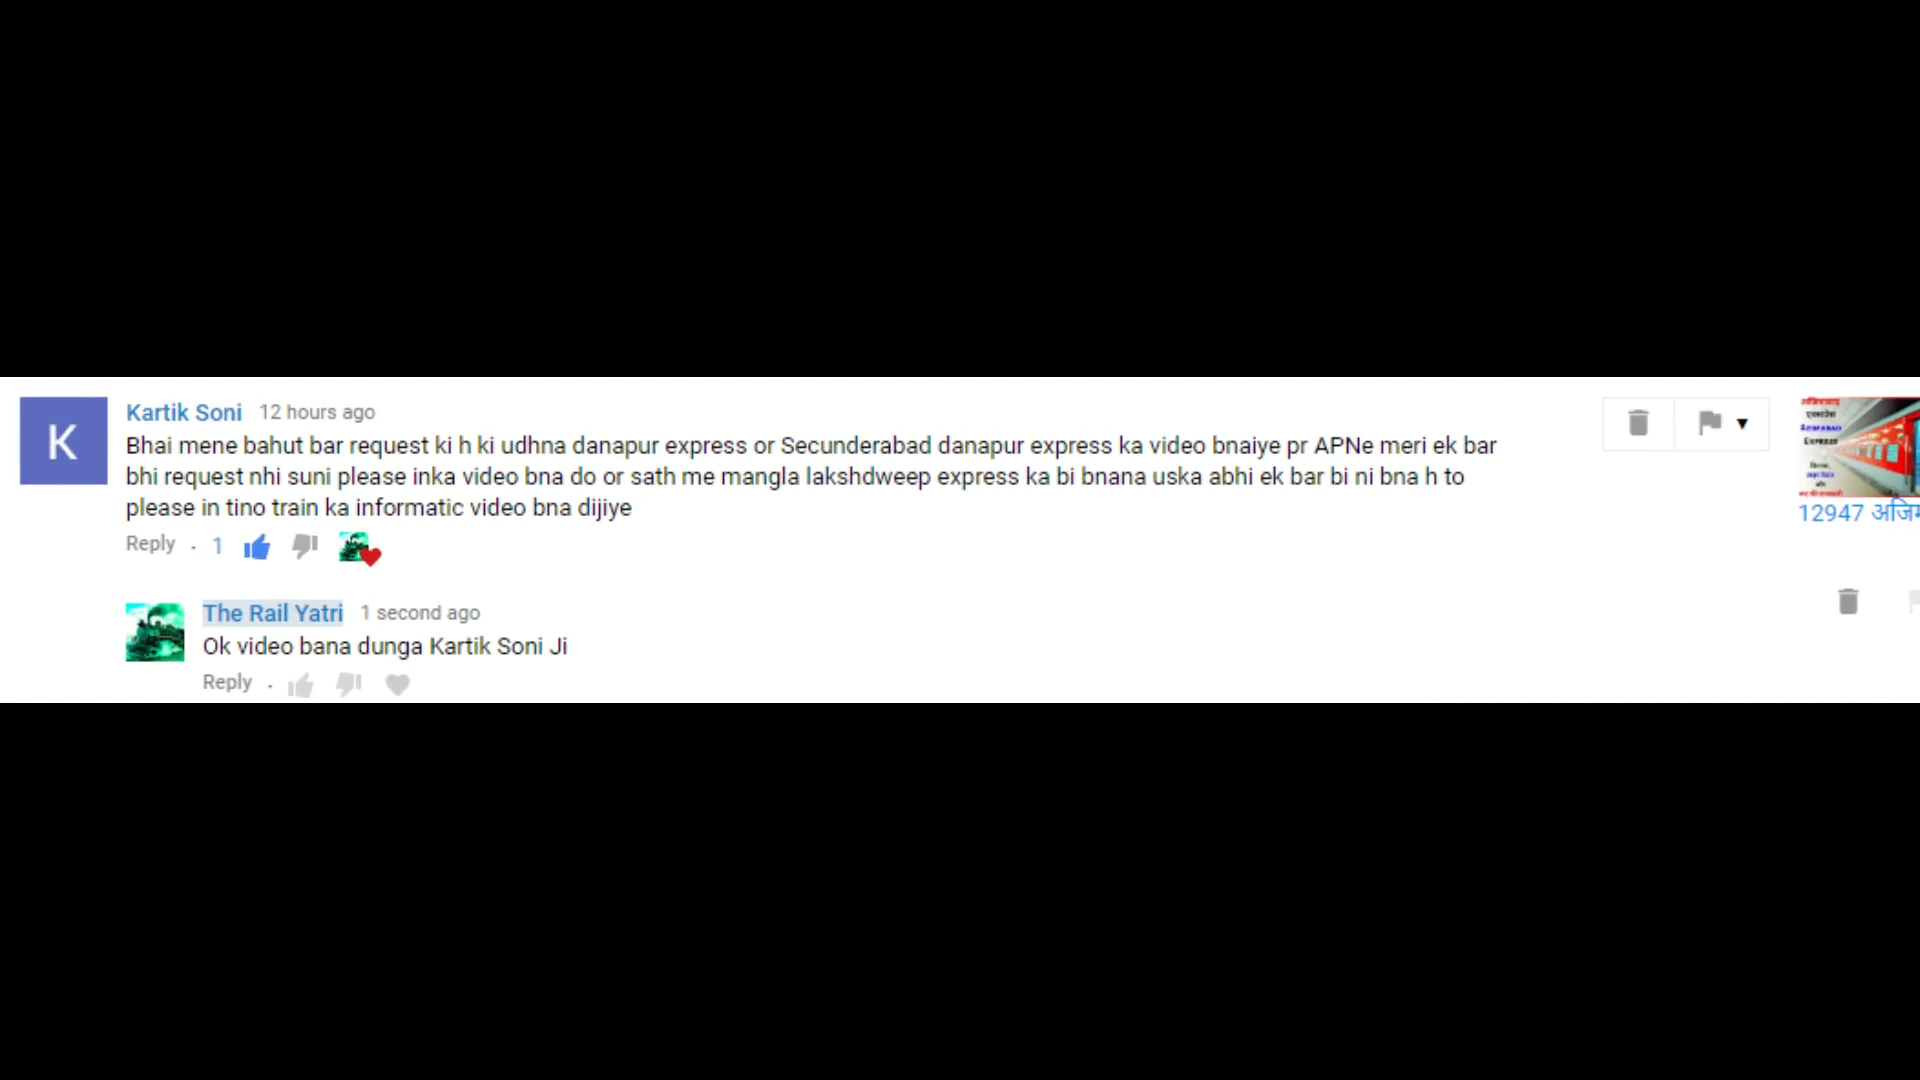 K
Kartik Soni 12 hours ago
Bhai mene bahut bar request ki h ki udhna danapur express or Secunderabad danapur express ka video bnaiye pr APNe meri ek bar
bhi request nhi suni please inka video bna do or sath me mangla lakshdweep express ka bi bnana uska abhi ek bar bi ni bna h to
please in tino train ka informatic video bna dijiye
Reply . 1
The Rail Yatri 1 second ago
Ok video bana dunga Kartik Soni Ji
Reply .
एक्सप्रेस
Azimabad
Express
12947